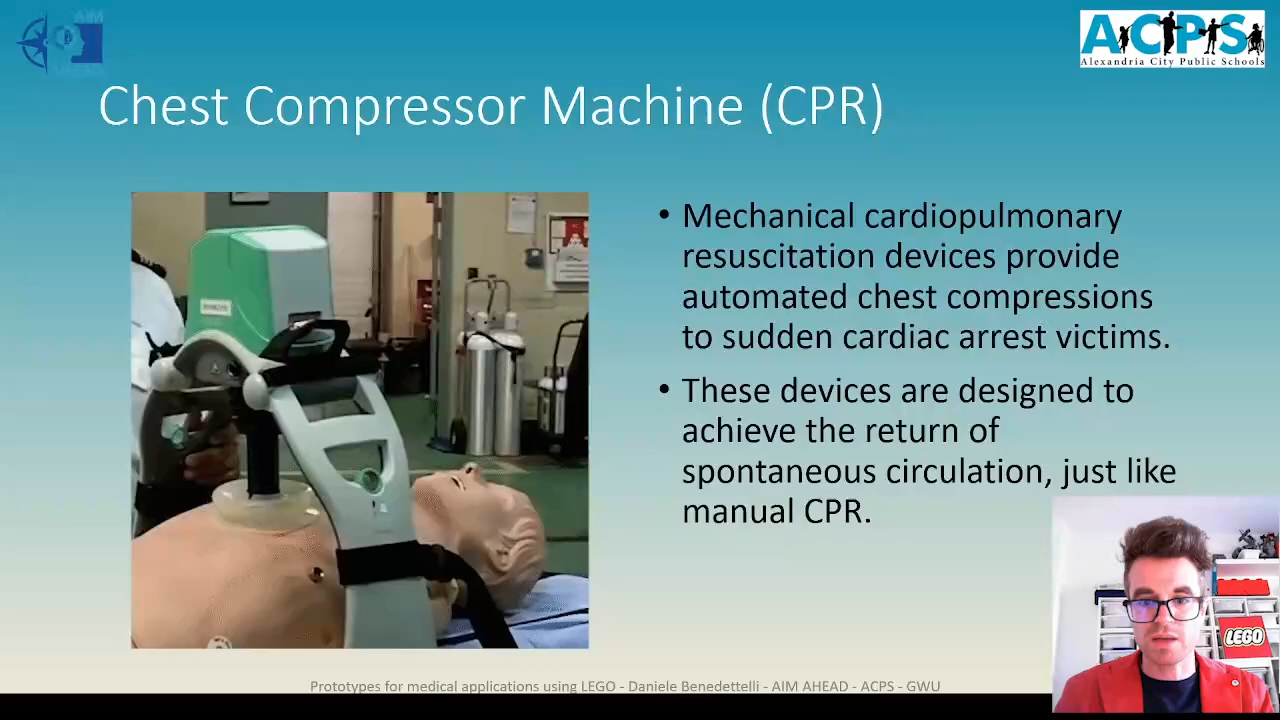 AIM
AHEAD
ACPS
Alexandria City Public Schools
Chest Compressor Machine (CPR)
• Mechanical cardiopulmonary
resuscitation devices provide
automated chest compressions
to sudden cardiac arrest victims.
• These devices are designed to
achieve the return of
spontaneous circulation, just like
manual CPR.
LEGO
Prototypes for medical applications using LEGO - Daniele Benedettelli - AIM AHEAD - ACPS - GWU